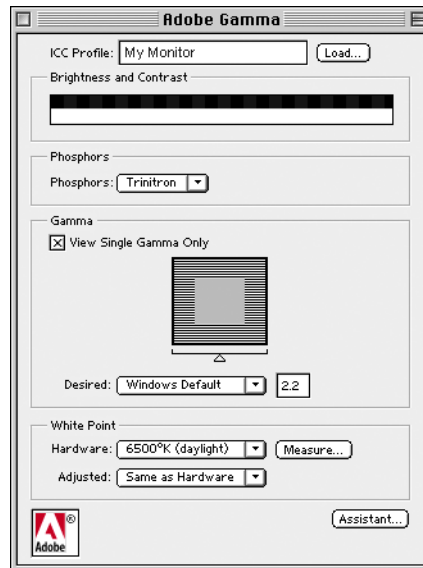 Adobe Gamma
ICC Profile: My Monitor Load...
Brightness and Contrast
Phosphors
Phosphors: Trinitron
Gamma
View Single Gamma Only
Desired: Windows Default 2.2
White Point
Hardware: 6500°K (daylight) Measure...
Adjusted: Same as Hardware
Assistant...
®
Adobe